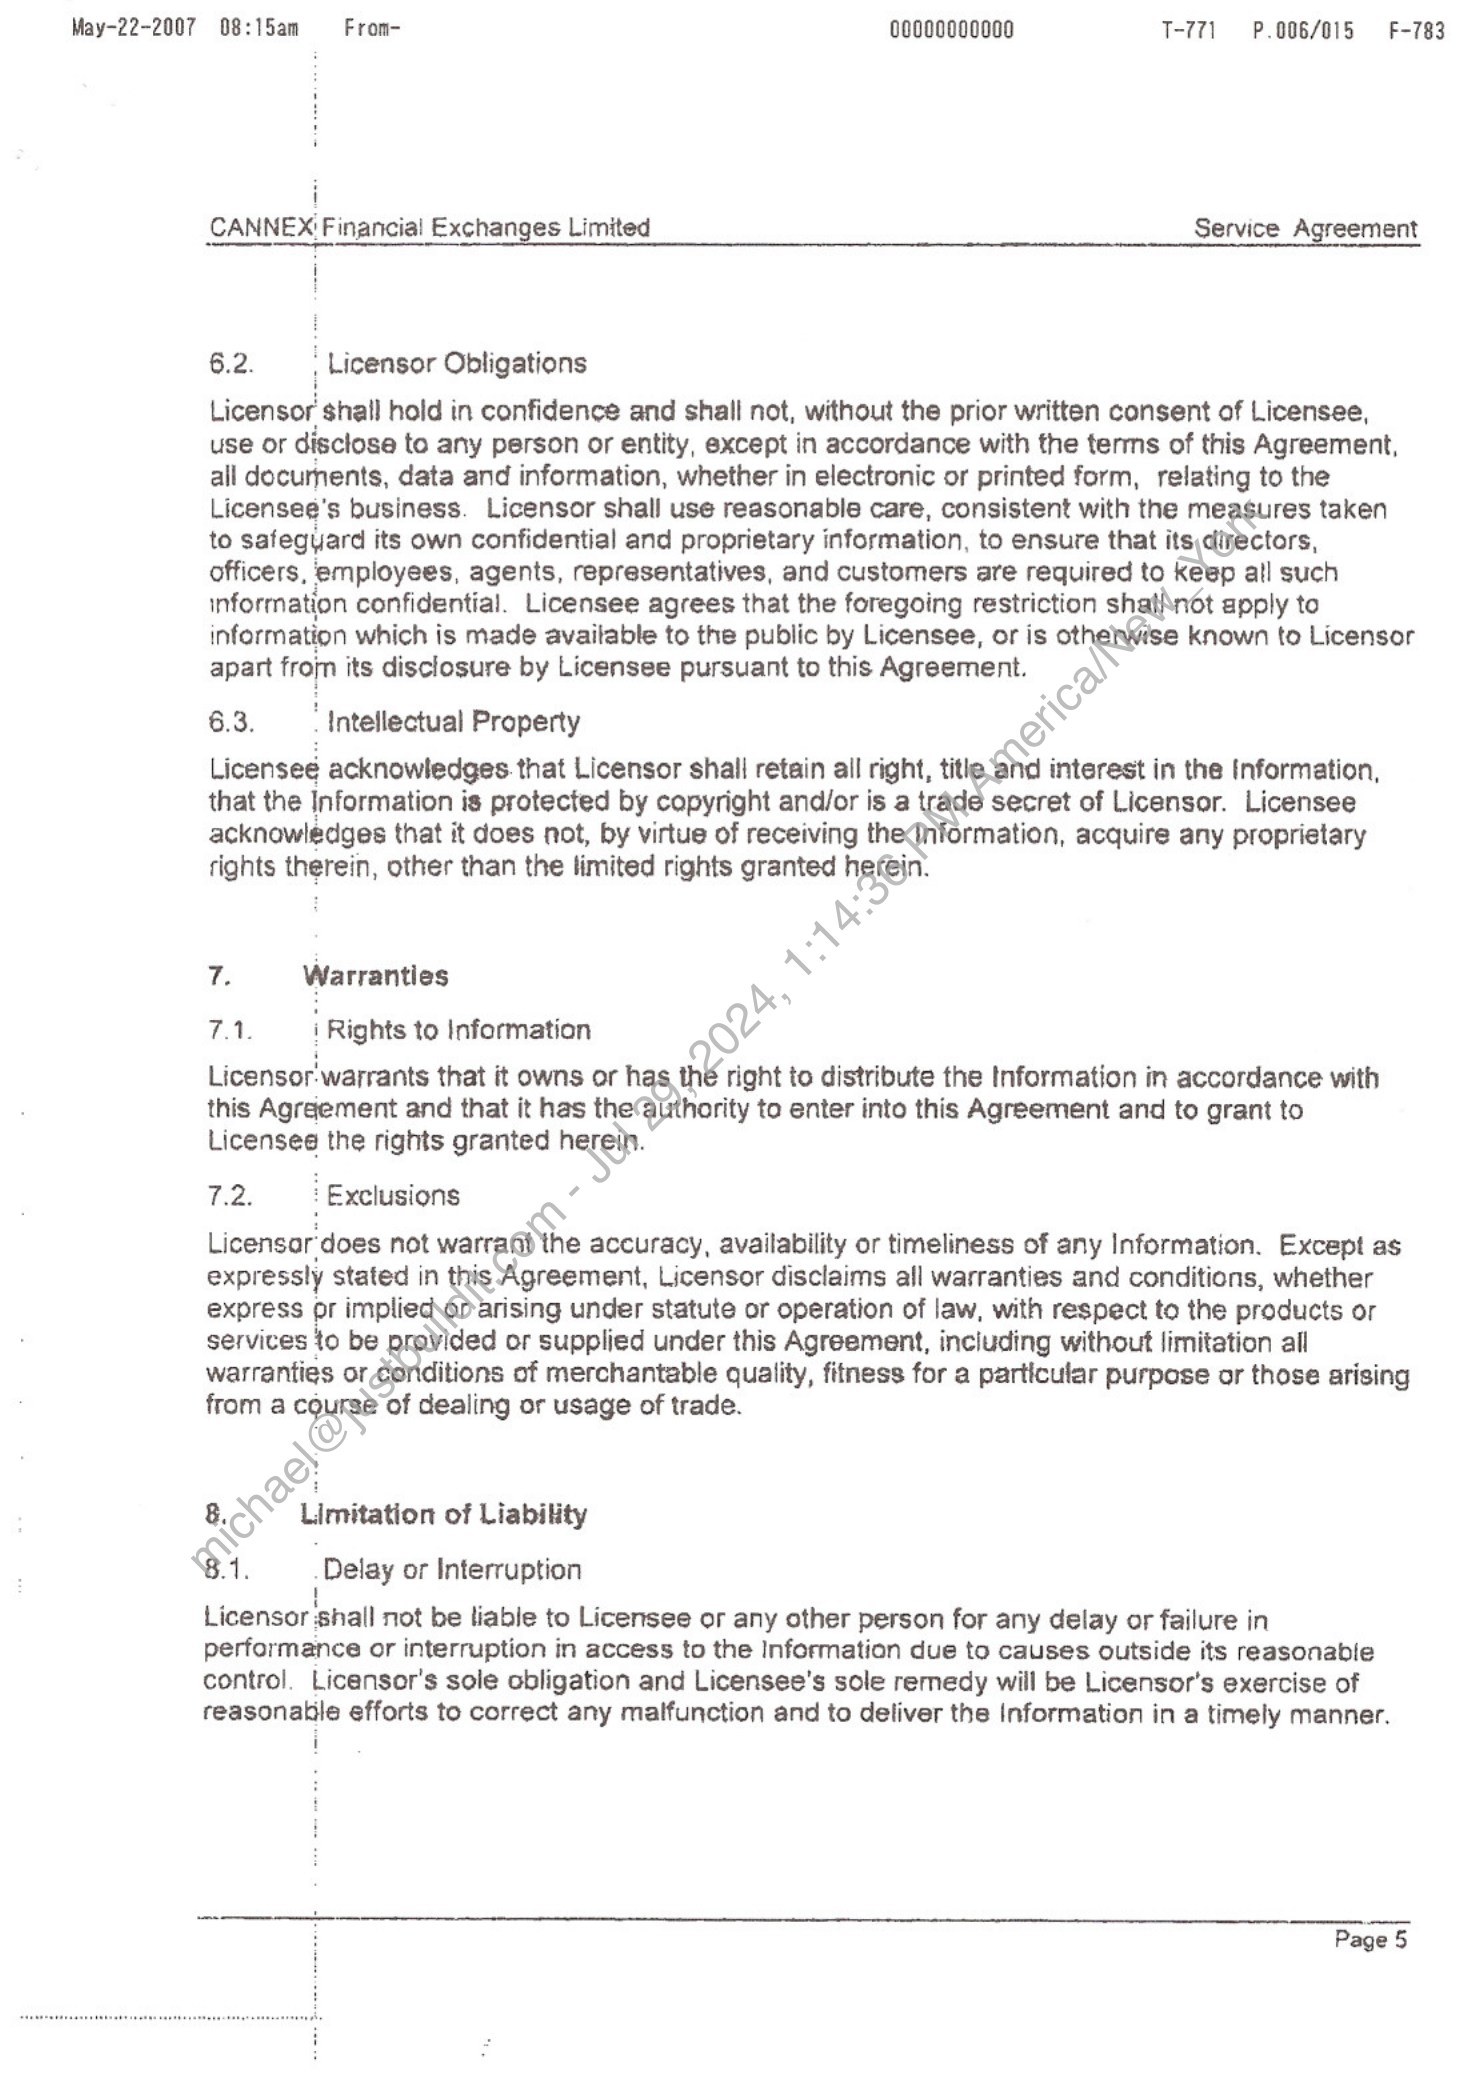 May-22-2007 08:15am From- 00000000000 T-771 P.006/015 F-783
CANNEX Financial Exchanges Limited Service Agreement
6.2. Licensor Obligations
Licensor shall hold in confidence and shall not, without the prior written consent of Licensee,
use or disclose to any person or entity, except in accordance with the terms of this Agreement,
all documents, data and information, whether in electronic or printed form, relating to the
Licensee's business. Licensor shall use reasonable care, consistent with the measures taken
to safeguard its own confidential and proprietary information, to ensure that its directors,
officers, employees, agents, representatives, and customers are required to keep all such
information confidential. Licensee agrees that the foregoing restriction shall not apply to
information which is made available to the public by Licensee, or is otherwise known to Licensor
apart from its disclosure by Licensee pursuant to this Agreement.
6.3. Intellectual Property
Licensee acknowledges that Licensor shall retain all right, title and interest in the Information,
that the Information is protected by copyright and/or is a trade secret of Licensor. Licensee
acknowledges that it does not, by virtue of receiving the Information, acquire any proprietary
rights therein, other than the limited rights granted herein.
7. Warranties
7.1. Rights to Information
Licensor warrants that it owns or has the right to distribute the Information in accordance with
this Agreement and that it has the authority to enter into this Agreement and to grant to
Licensee the rights granted herein.
7.2. Exclusions
Licensor does not warrant the accuracy, availability or timeliness of any Information. Except as
expressly stated in this Agreement, Licensor disclaims all warranties and conditions, whether
express or implied or arising under statute or operation of law, with respect to the products or
services to be provided or supplied under this Agreement, including without limitation all
warranties or conditions of merchantable quality, fitness for a particular purpose or those arising
from a course of dealing or usage of trade.
8. Limitation of Liability
8.1. Delay or Interruption
Licensor shall not be liable to Licensee or any other person for any delay or failure in
performance or interruption in access to the Information due to causes outside its reasonable
control. Licensor's sole obligation and Licensee's sole remedy will be Licensor's exercise of
reasonable efforts to correct any malfunction and to deliver the Information in a timely manner.
Page 5
michael@justbuildit.com - Jul 29, 2024, 1:14:36 PM America/New_York